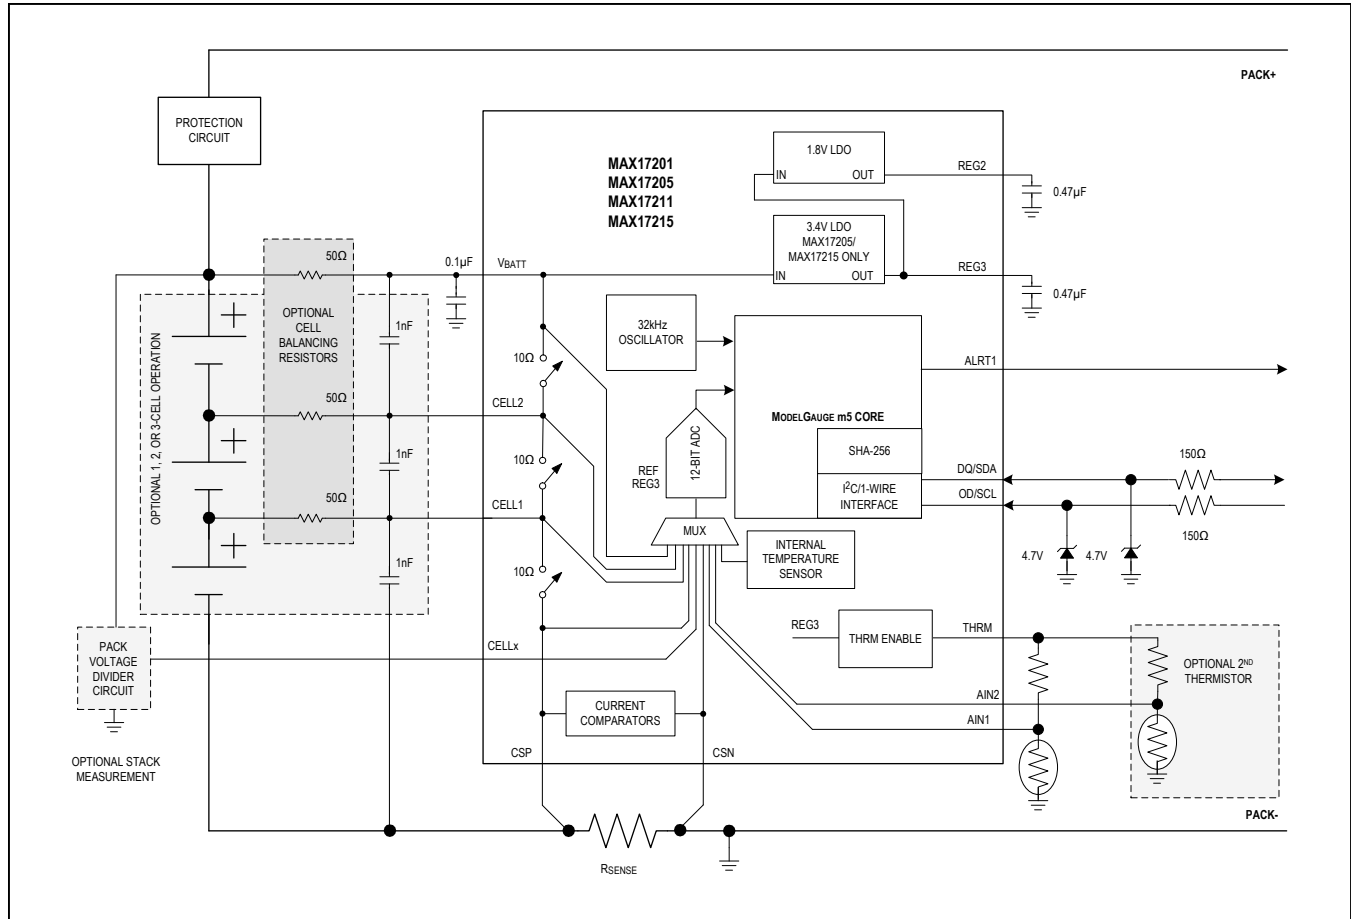 PACK+
PROTECTION
CIRCUIT
MAX17201
MAX17205
MAX17211
MAX17215
1.8V LDO
IN
OUT
REG2
0.47µF
3.4V LDO
MAX17205/
MAX17215 ONLY
IN
OUT
REG3
0.47µF
50Ω
0.1µF
VBATT
OPTIONAL 1, 2, OR 3-CELL OPERATION
+
OPTIONAL
CELL
BALANCING
RESISTORS
1nF
10Ω
32kHz
OSCILLATOR
ALRT1
50Ω
CELL2
+
1nF
10Ω
REF
REG3
12-BIT ADC
MODELGAUGE m5 CORE
SHA-256
I²C/1-WIRE
INTERFACE
DQ/SDA
OD/SCL
150Ω
150Ω
4.7V
4.7V
50Ω
CELL1
+
1nF
10Ω
MUX
INTERNAL
TEMPERATURE
SENSOR
REG3
THRM ENABLE
THRM
OPTIONAL 2ND
THERMISTOR
PACK
VOLTAGE
DIVIDER
CIRCUIT
CELLx
AIN2
AIN1
CURRENT
COMPARATORS
CSP
CSN
OPTIONAL STACK
MEASUREMENT
PACK-
RSENSE